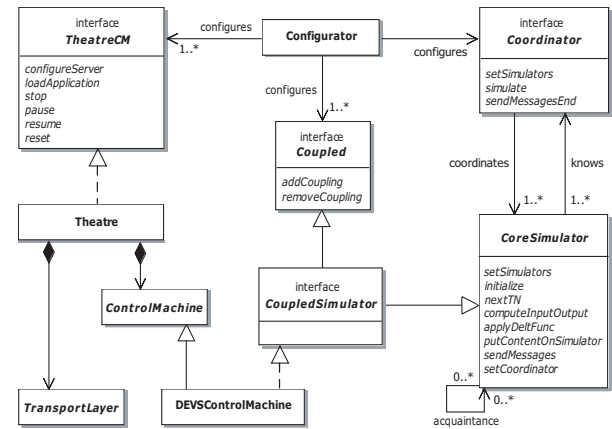 interface
TheatreCM
configureServer
loadApplication
stop
pause
resume
reset
configures
1..*
Configurator
configures
interface
Coordinator
setSimulators
simulate
sendMessagesEnd
configures
1..*
interface
Coupled
addCoupling
removeCoupling
coordinates
knows
1..*
1..*
Theatre
CoreSimulator
setSimulators
initialize
nextTN
computeInputOutput
applyDeltFunc
putContentOnSimulator
sendMessages
setCoordinator
interface
CoupledSimulator
ControlMachine
TransportLayer
DEVSControlMachine
0..*
0..*
acquaintance